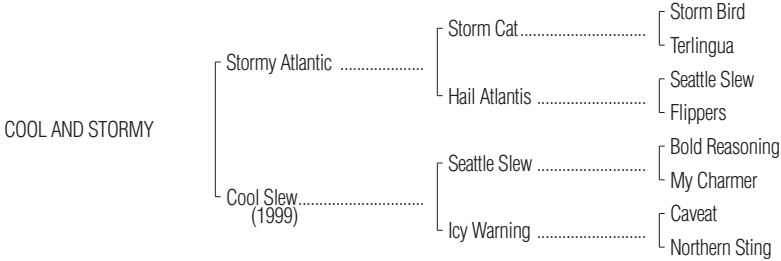 Storm Bird
Storm Cat..............................
Terlingua
Stormy Atlantic ....................
Seattle Slew
Hail Atlantis ..........................
Flippers
COOL AND STORMY
Bold Reasoning
Seattle Slew ..........................
My Charmer
Cool Slew..............................
(1999)
Caveat
Icy Warning ..........................
Northern Sting